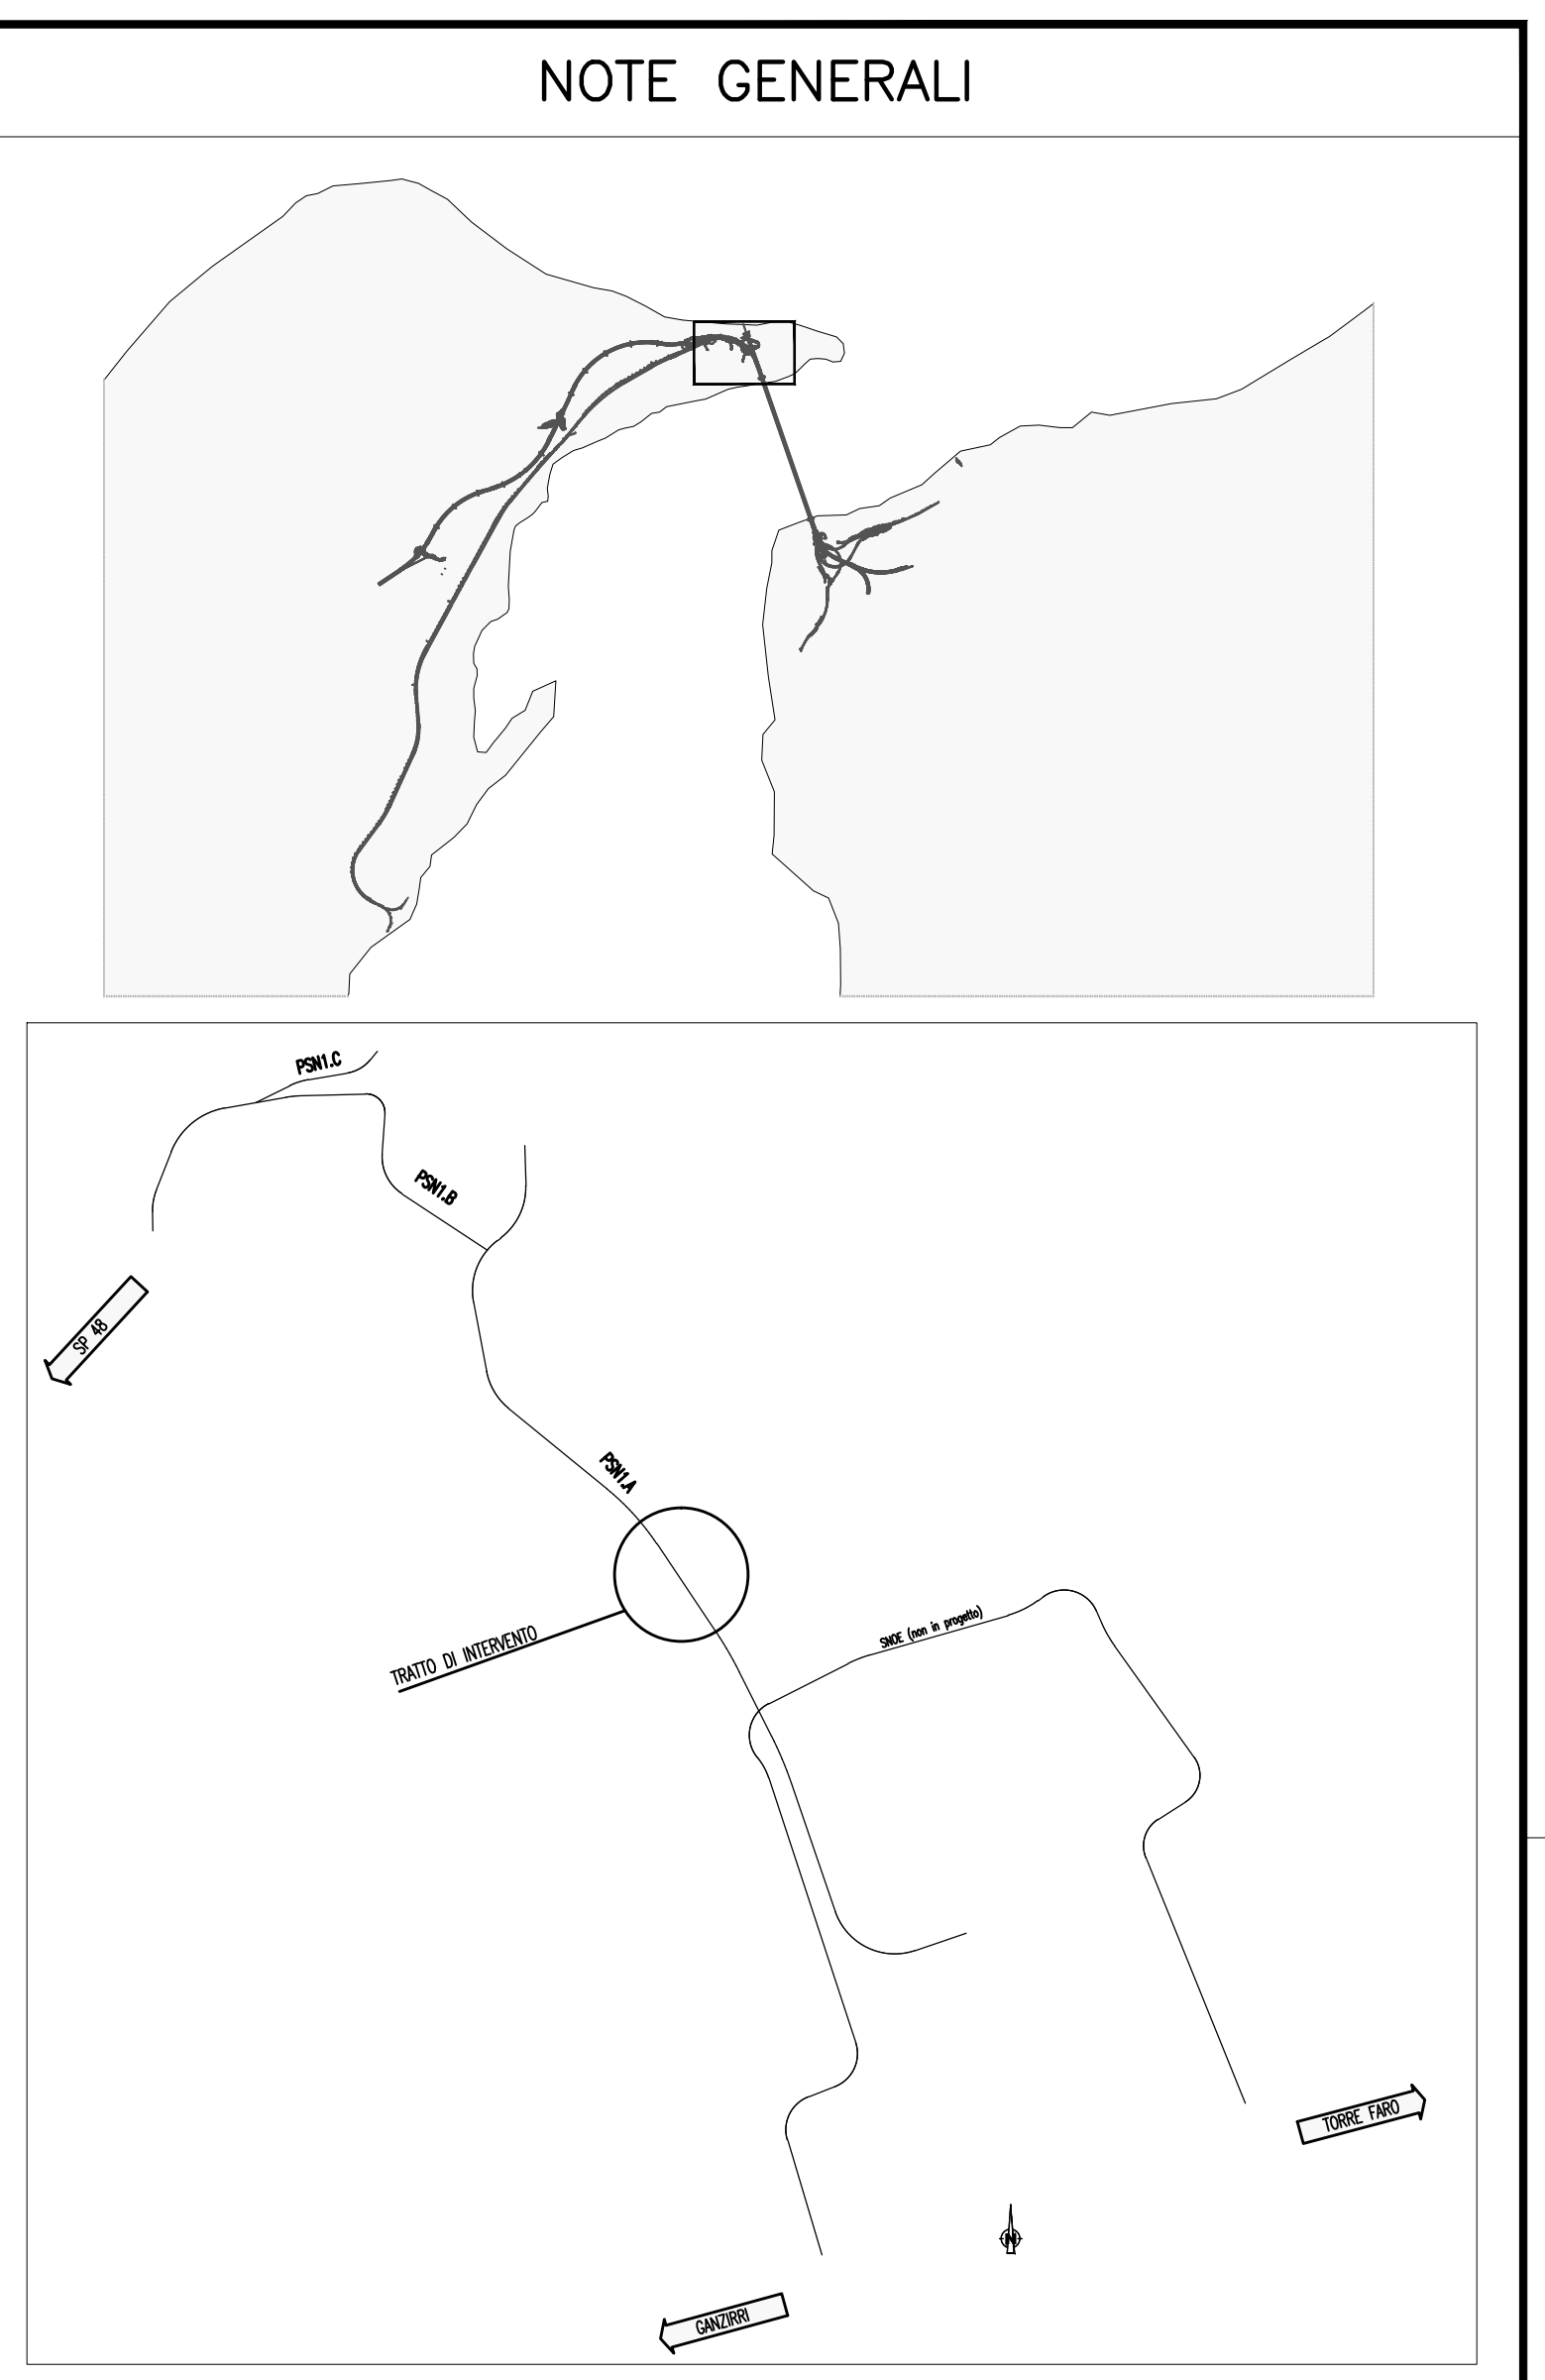 NOTE GENERALI
PSN1.C
PSN1.B
SP 48
PSN1.A
TRATTO DI INTERVENTO
SNOE (non in progetto)
TORRE FARO
N
GANZIRRI